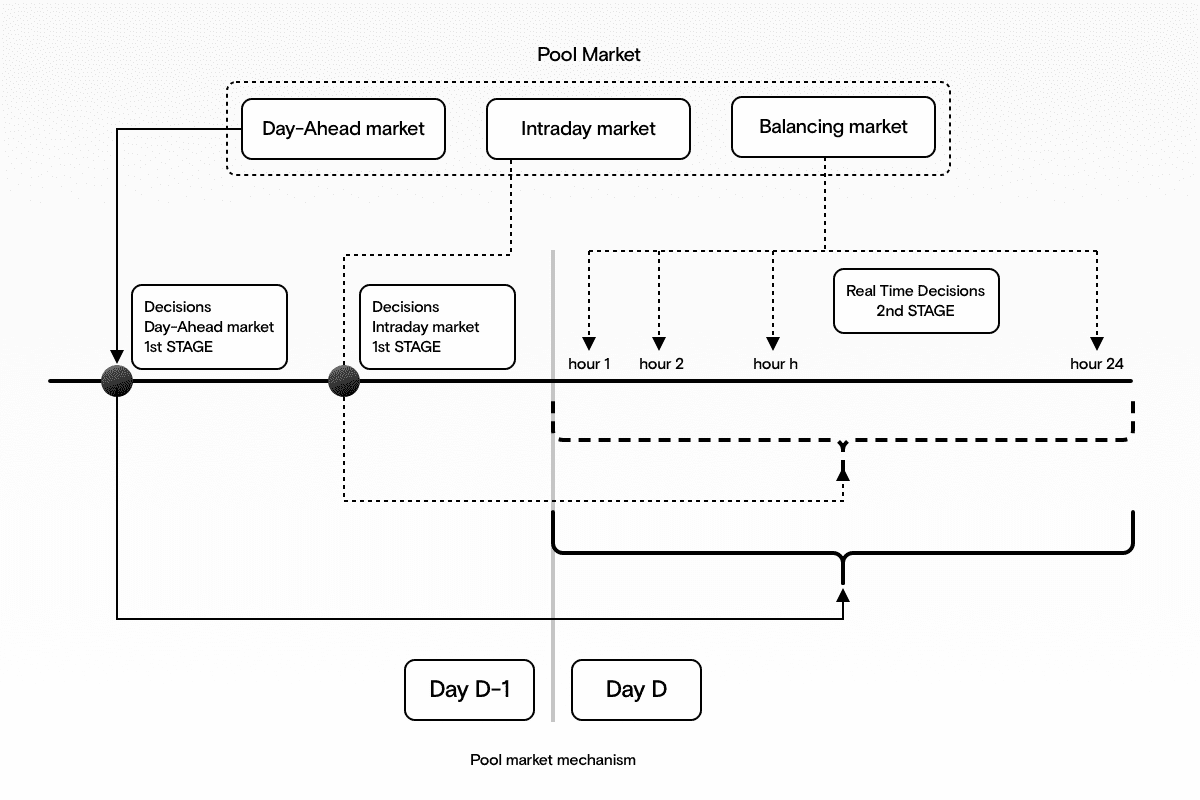 Pool Market
Day-Ahead market
Intraday market
Balancing market
Decisions
Day-Ahead market
1st STAGE
Decisions
Intraday market
1st STAGE
Real Time Decisions
2nd STAGE
hour 1
hour 2
hour h
hour 24
Day D-1
Day D
Pool market mechanism